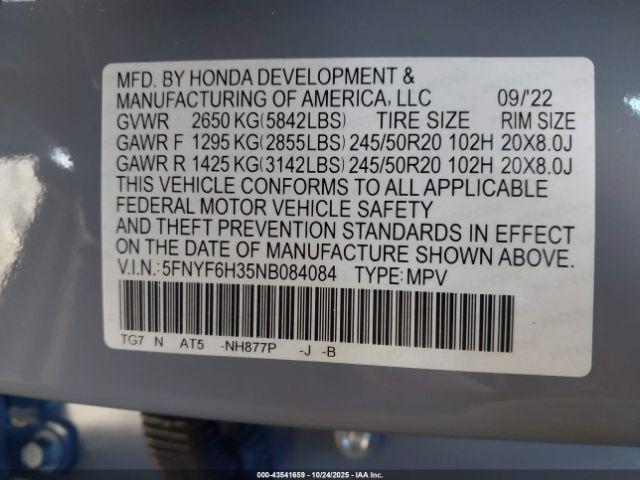 MFD. BY HONDA DEVELOPMENT &
MANUFACTURING OF AMERICA, LLC 09/'22
GVWR 2650 KG(5842LBS) TIRE SIZE RIM SIZE
GAWR F 1295 KG(2855LBS) 245/50R20 102H 20X8.0J
GAWR R 1425 KG(3142LBS) 245/50R20 102H 20X8.0J
THIS VEHICLE CONFORMS TO ALL APPLICABLE
FEDERAL MOTOR VEHICLE SAFETY
AND THEFT PREVENTION STANDARDS IN EFFECT
ON THE DATE OF MANUFACTURE SHOWN ABOVE.
V.I.N.: 5FNYF6H35NB084084 TYPE: MPV
TG7 N AT5 -NH877P -J -B
000-43541659 - 10/24/2025 - IAAI, Inc.